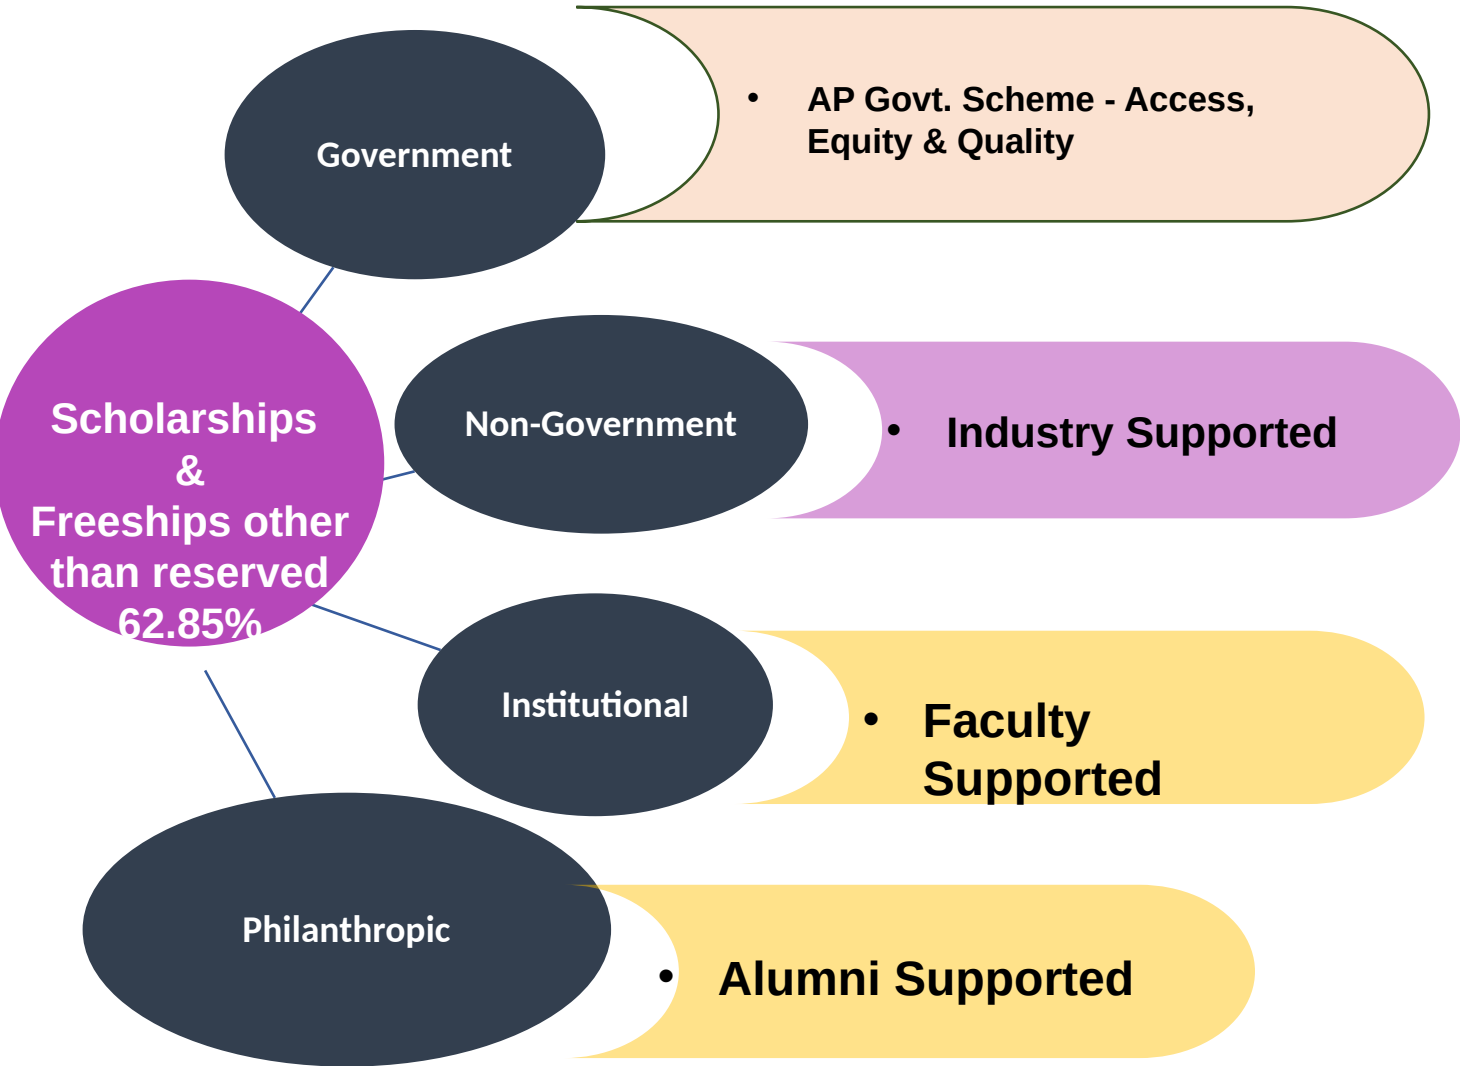 Government
• AP Govt. Scheme - Access,
Equity & Quality
Scholarships
&
Freeships other
than reserved
62.85%
Non-Government
• Industry Supported
Institutional
• Faculty
Supported
Philanthropic
• Alumni Supported